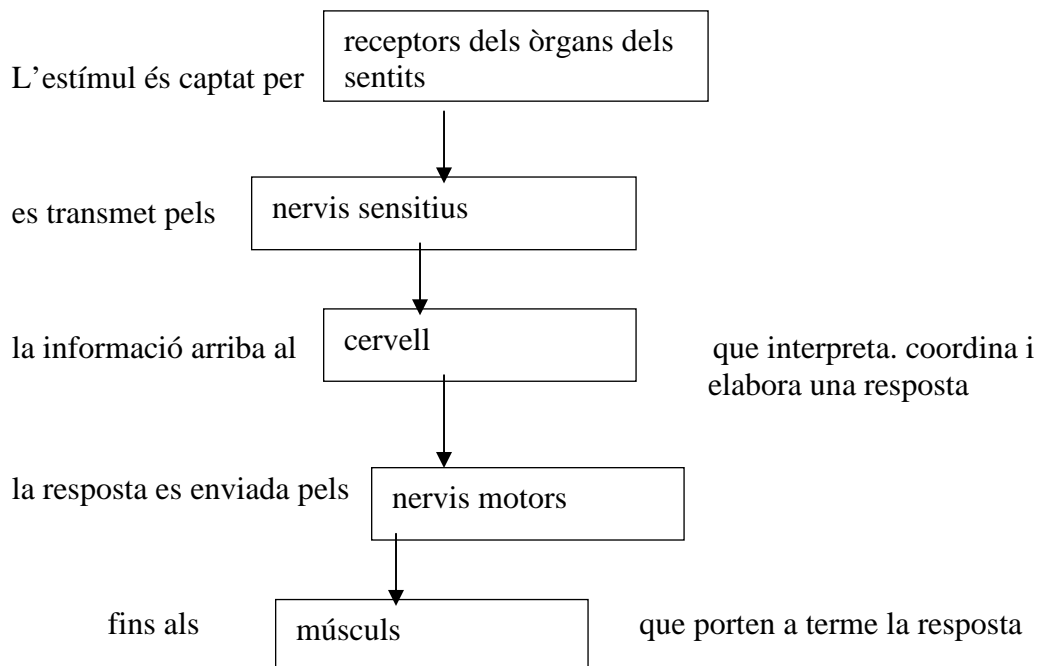 receptors dels òrgans dels
L’estímul és captat per
sentits
es transmet pels
nervis sensitius
la informació arriba al
cervell
que interpreta. coordina i
elabora una resposta
la resposta es enviada pels
nervis motors
fins als
músculs
que porten a terme la resposta